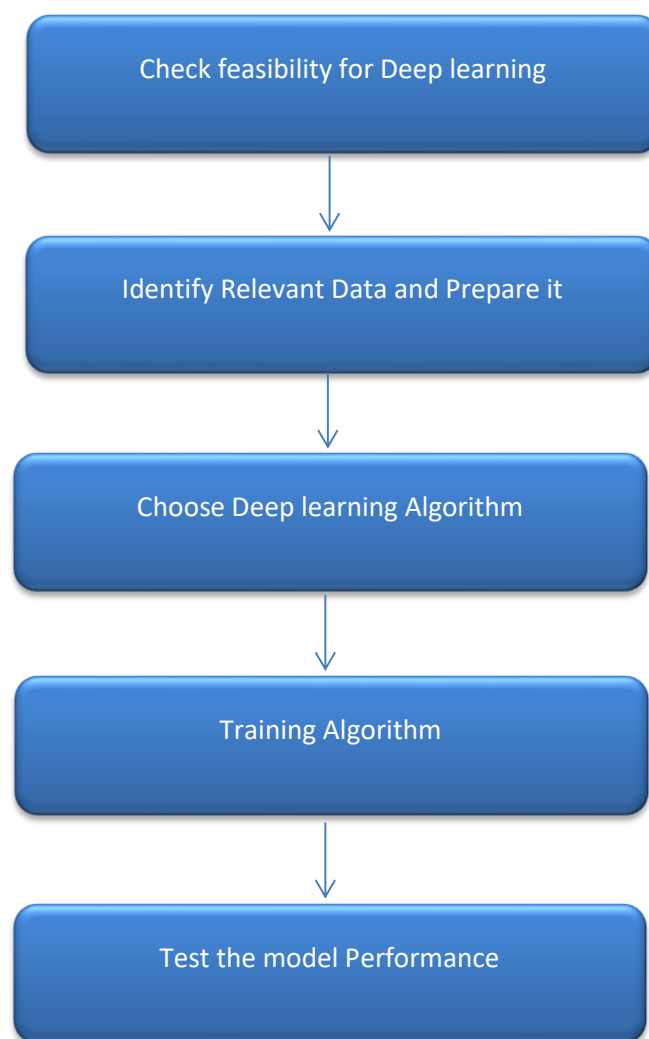 Check feasibility for Deep learning
Identify Relevant Data and Prepare it
Choose Deep learning Algorithm
Training Algorithm
Test the model Performance